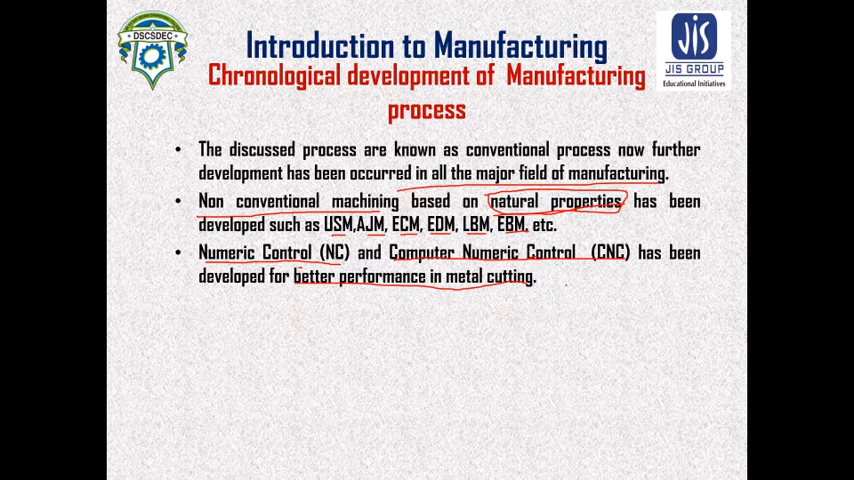 DSCSDEC
Introduction to Manufacturing
JIS
JIS GROUP
Educational Initiatives
Chronological development of Manufacturing
process
• The discussed process are known as conventional process now further
development has been occurred in all the major field of manufacturing.
• Non conventional machining based on natural properties has been
developed such as USM,AJM, ECM, EDM, LBM, EBM, etc.
• Numeric Control (NC) and Computer Numeric Control (CNC) has been
developed for better performance in metal cutting.